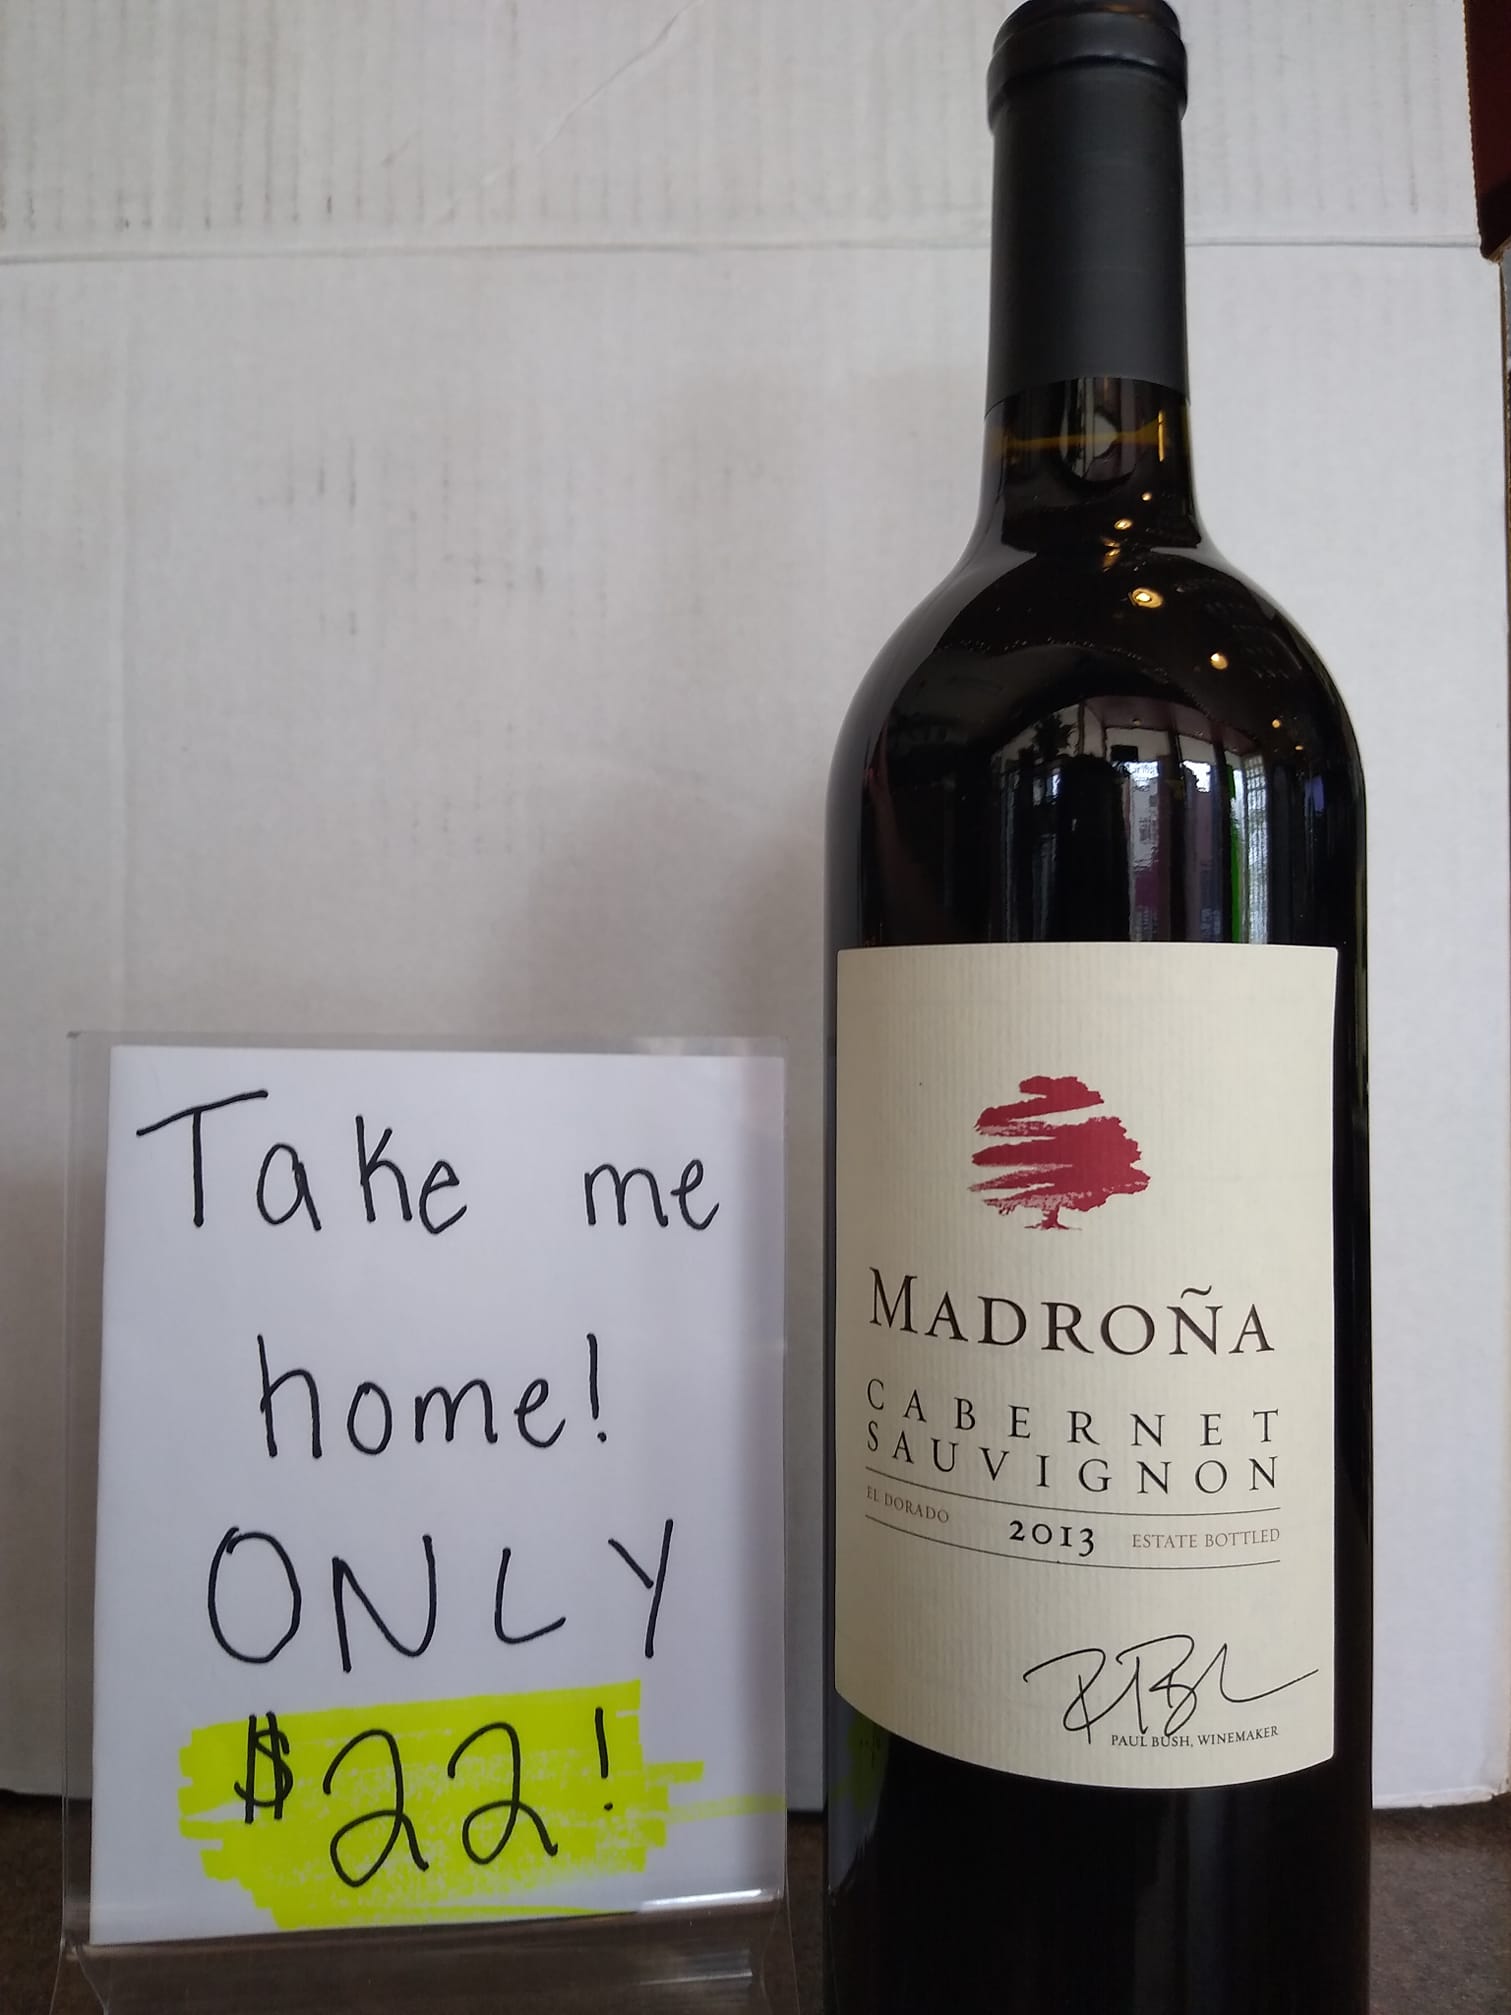 Take me
home!
ONLY
$22!
MADROÑA
CABERNET
SAUVIGNON
EL DORADO 2013 ESTATE BOTTLED
PAUL BUSH, WINEMAKER